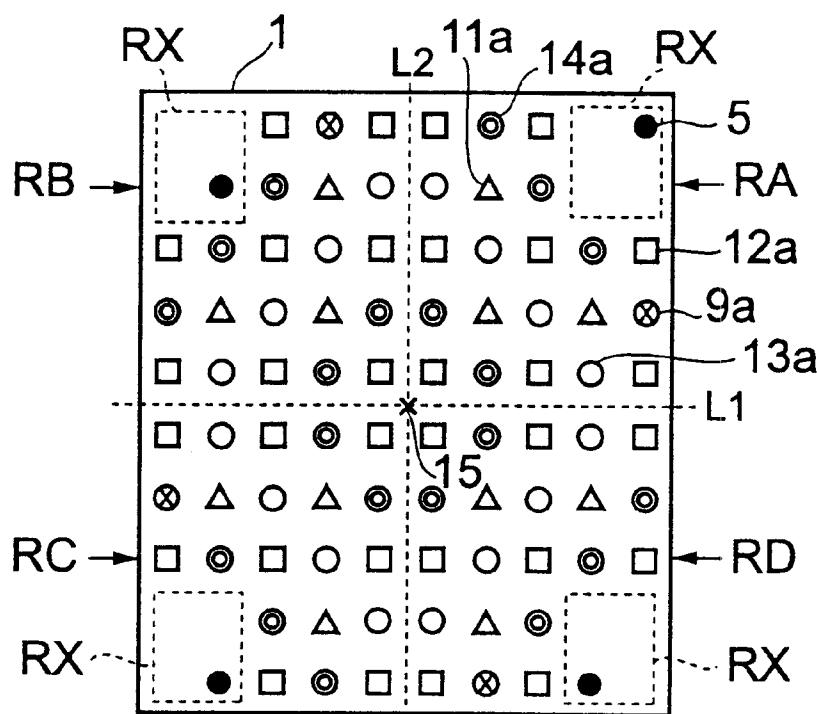 RX 1 L2 11a 14a RX
5
RB RA
12a
9a
13a
L1
15
RC RD
RX RX